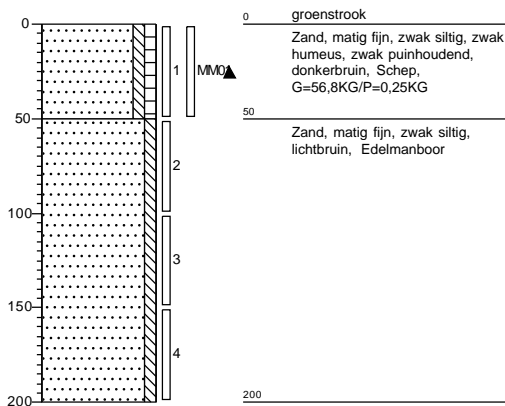 0
50
100
150
200
1
2
3
4
MM01
0
groenstrook
Zand, matig fijn, zwak siltig, zwak
humeus, zwak puinhoudend,
donkerbruin, Schep,
G=56,8KG/P=0,25KG
50
Zand, matig fijn, zwak siltig,
lichtbruin, Edelmanboor
200